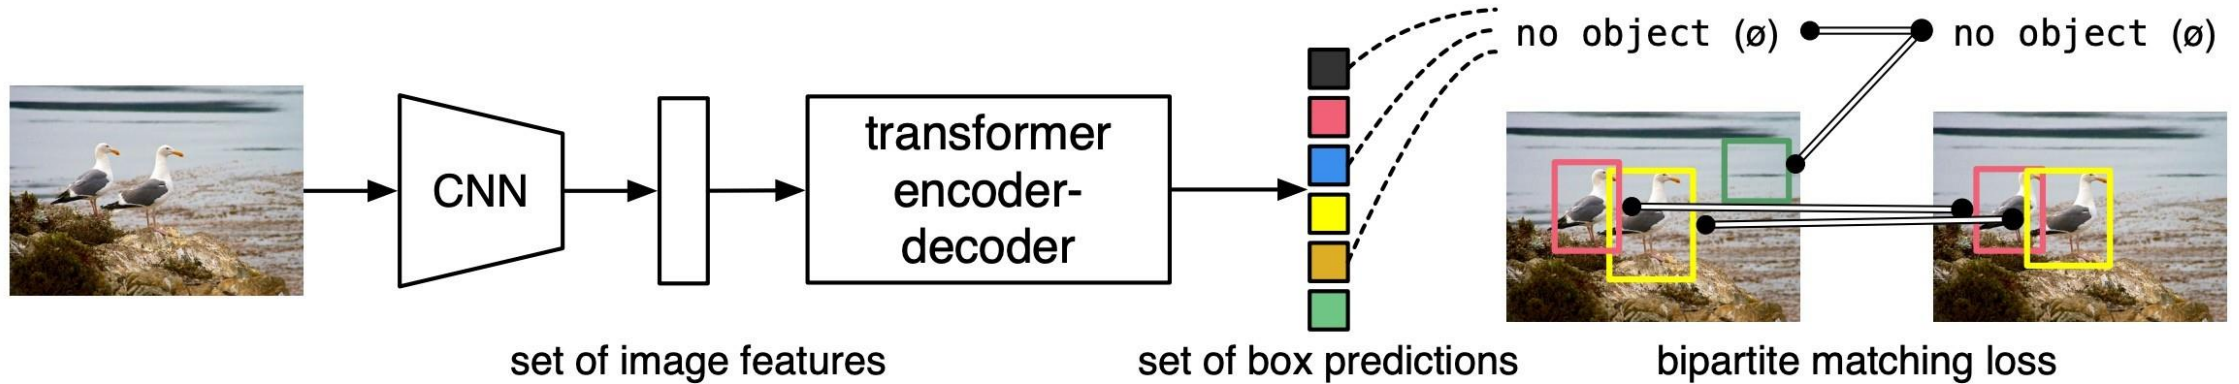 no object (ø)
no object (ø)
CNN
transformer
encoder-
decoder
set of image features
set of box predictions
bipartite matching loss